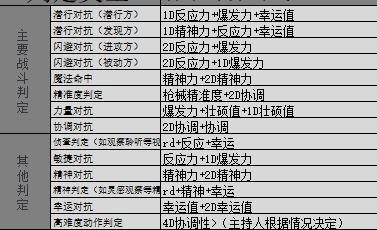 主要战斗判定
潜行对抗（潜行方） 1D反应力+爆发力+幸运值
潜行对抗（发现方） 1D精神力+反应力+幸运值
闪避对抗（进攻方） 2D反应力+爆发力
闪避对抗（被动方） 2D反应力+1D爆发力
魔法命中 精神力+2D精神力
精准度判定 枪械精准度+2D协调
力量对抗 爆发力+壮硕值+1D壮硕值
协调对抗 2D协调+协调
其他判定
侦查判定（如观察聆听等视 rd+反应+幸运
敏捷对抗 反应力+1D爆发力
精神对抗 精神力+2D精神力
精神判定（如灵感观察等精 rd+精神+幸运
幸运对抗 幸运值+2D幸运值
高难度动作判定 4D协调性>（主持人根据情况决定）